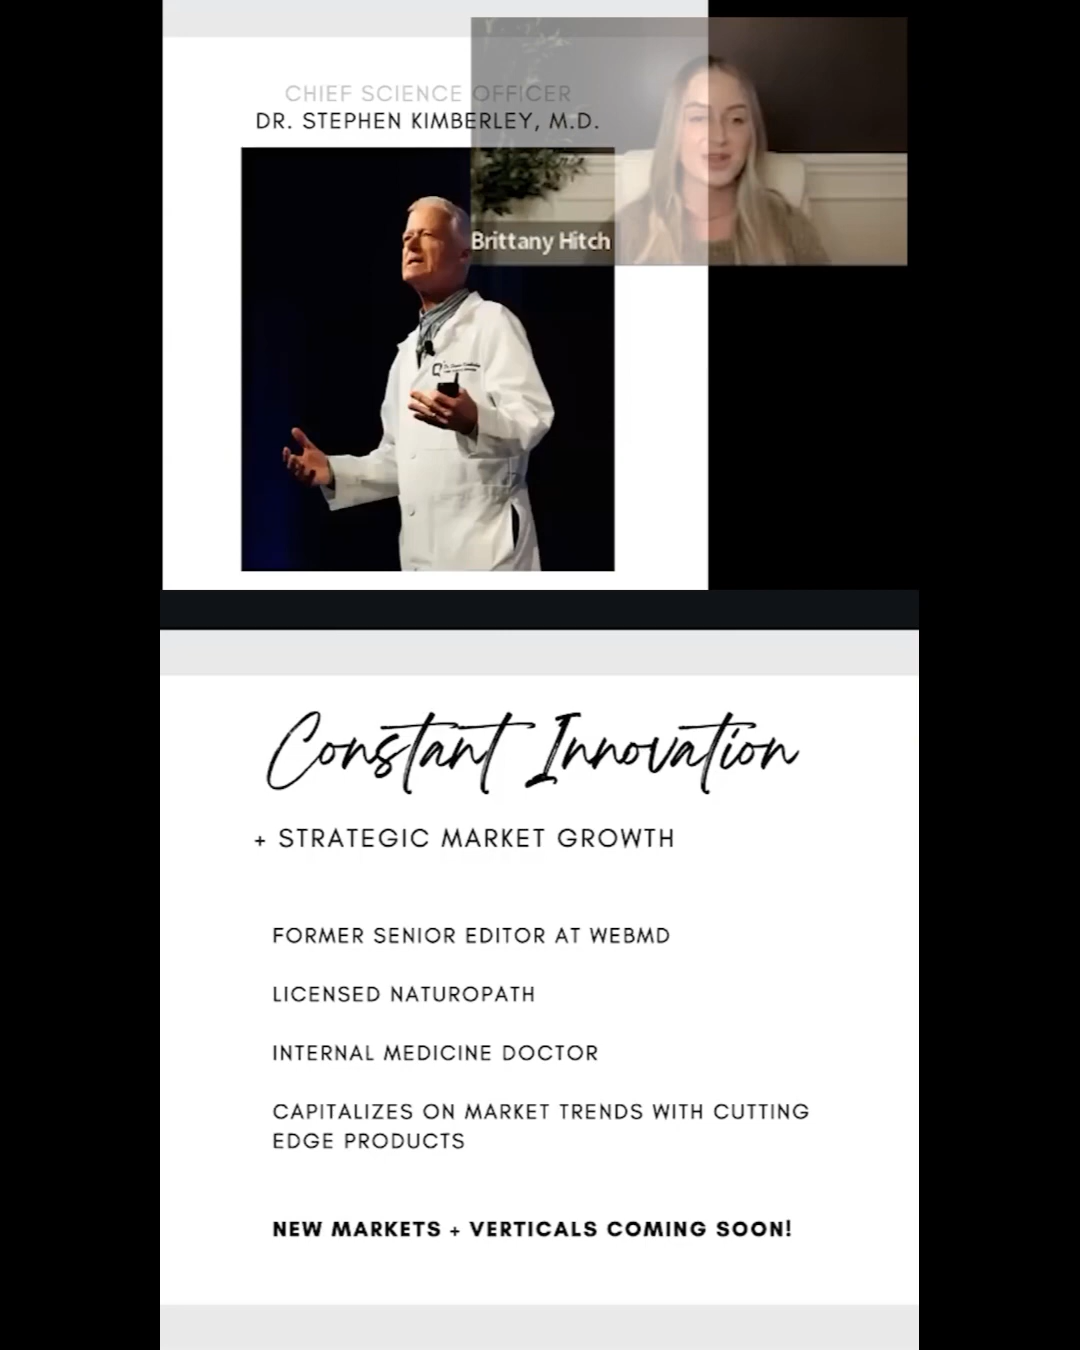 CHIEF SCIENCE OFFICER
DR. STEPHEN KIMBERLEY, M.D.
Brittany Hitch
Constant Innovation
+ STRATEGIC MARKET GROWTH
FORMER SENIOR EDITOR AT WEBMD
LICENSED NATUROPATH
INTERNAL MEDICINE DOCTOR
CAPITALIZES ON MARKET TRENDS WITH CUTTING
EDGE PRODUCTS
NEW MARKETS + VERTICALS COMING SOON!